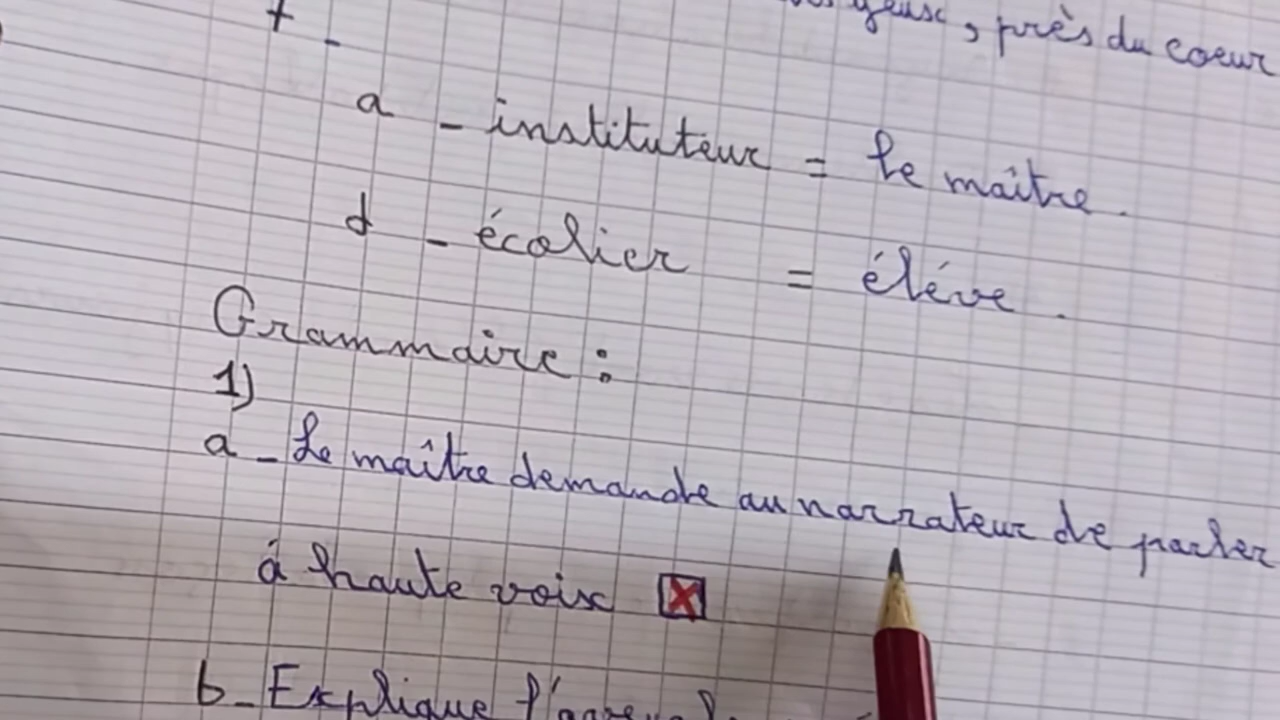 yeux, près du coeur
a - instituteur = le maître.
d - écolier = éléve.
Grammaire :
1)
a - Le maître demande au narrateur de parler
á haute voix
b - Explique